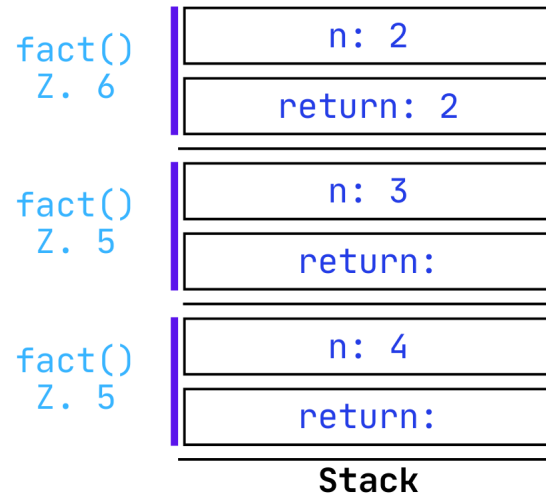 fact()
Z. 6
n: 2
return: 2
fact()
Z. 5
n: 3
return:
fact()
Z. 5
n: 4
return:
Stack